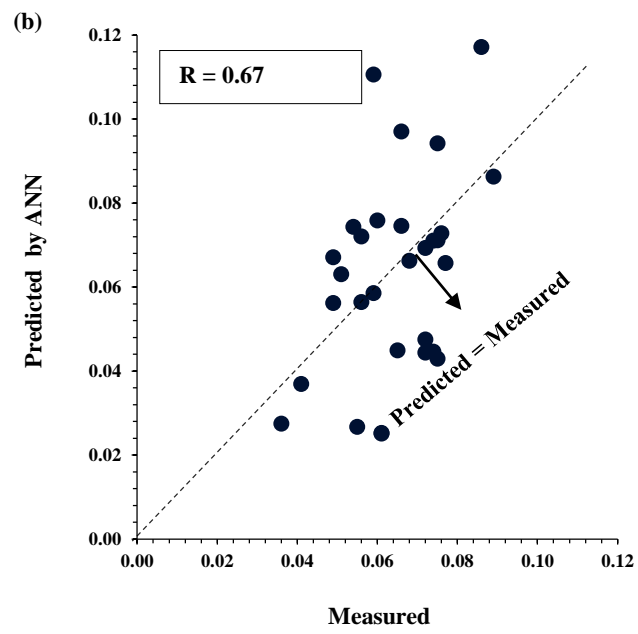 (b)
0.12
R = 0.67
0.10
0.08
0.06
0.04
0.02
0.00
Predicted by ANN
Predicted = Measured
0.00 0.02 0.04 0.06 0.08 0.10 0.12
Measured